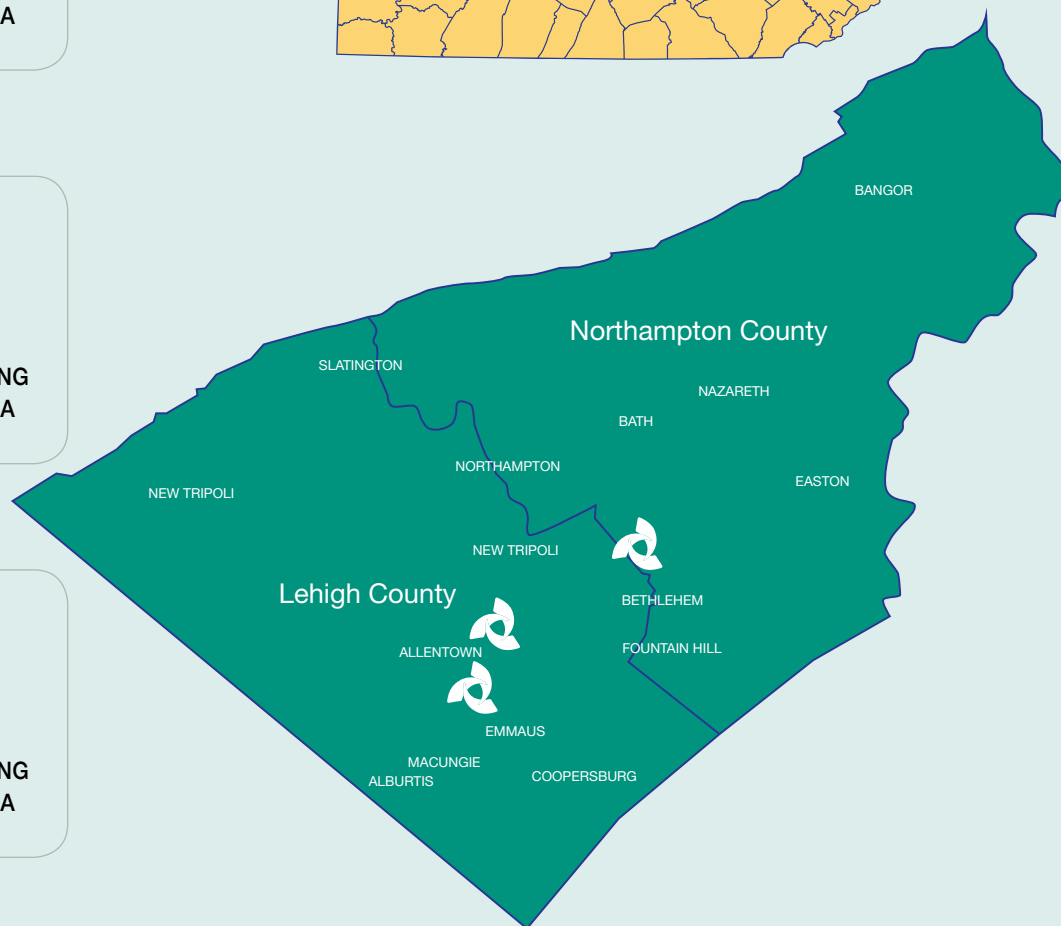 A
BANGOR
Northampton County
SLATINGTON
NG
NAZARETH
A
BATH
NORTHAMPTON
EASTON
NEW TRIPOLI
NEW TRIPOLI
Lehigh County
BETHLEHEM
FOUNTAIN HILL
ALLENTOWN
EMMAUS
MACUNGIE
NG
COOPERSBURG
ALBURTIS
A